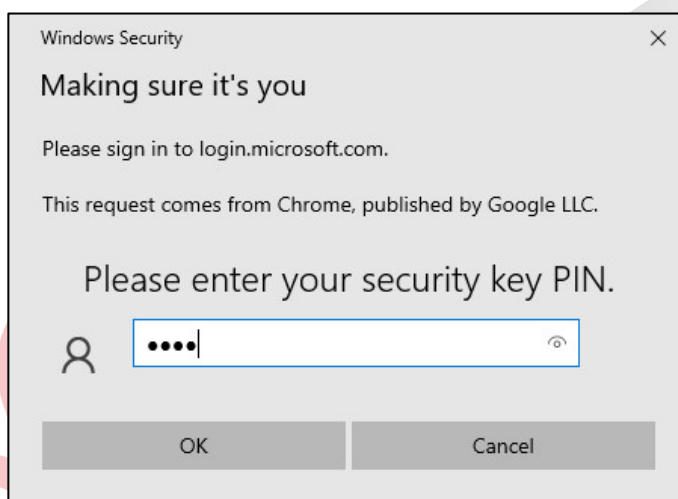 Windows Security
Making sure it's you
Please sign in to login.microsoft.com.
This request comes from Chrome, published by Google LLC.
Please enter your security key PIN.
••••
OK
Cancel